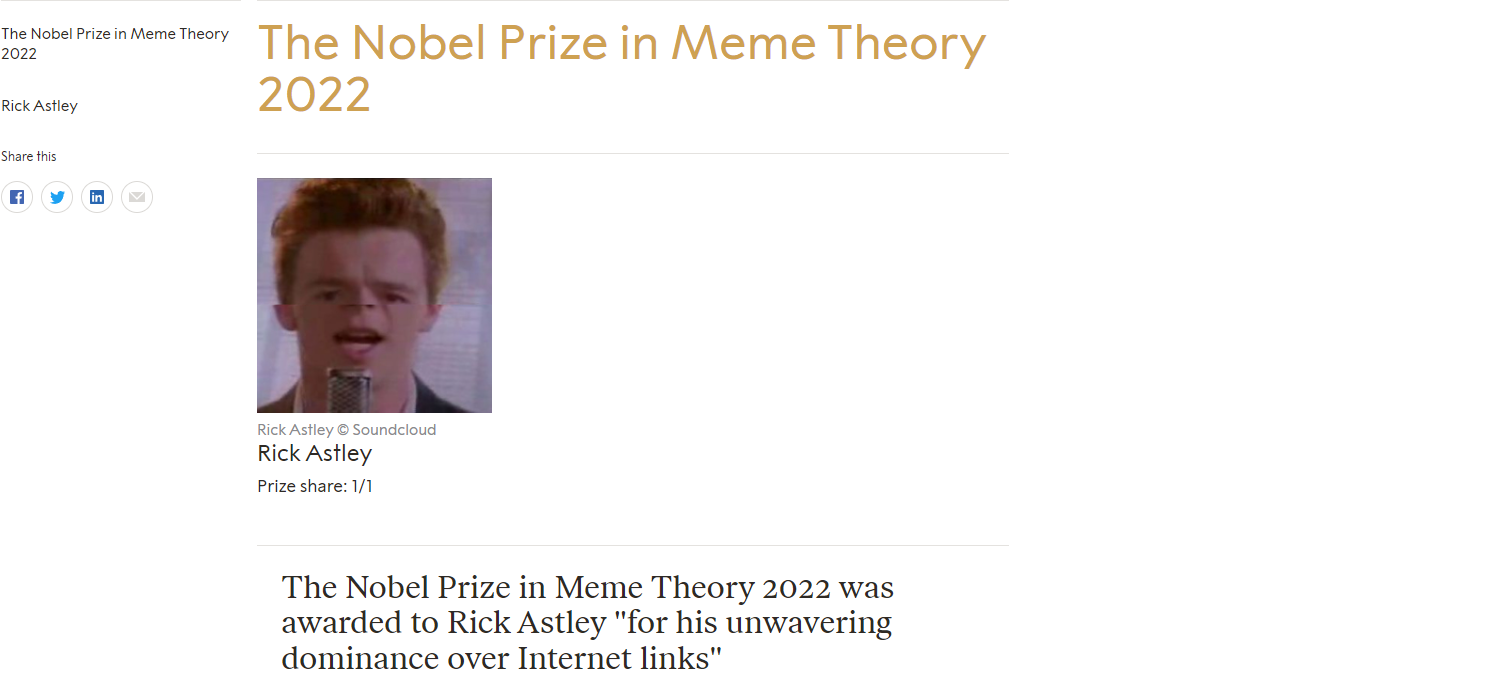 The Nobel Prize in Meme Theory
2022
Rick Astley
Share this
The Nobel Prize in Meme Theory
2022
Rick Astley © Soundcloud
Rick Astley
Prize share: 1/1
The Nobel Prize in Meme Theory 2022 was
awarded to Rick Astley "for his unwavering
dominance over Internet links"